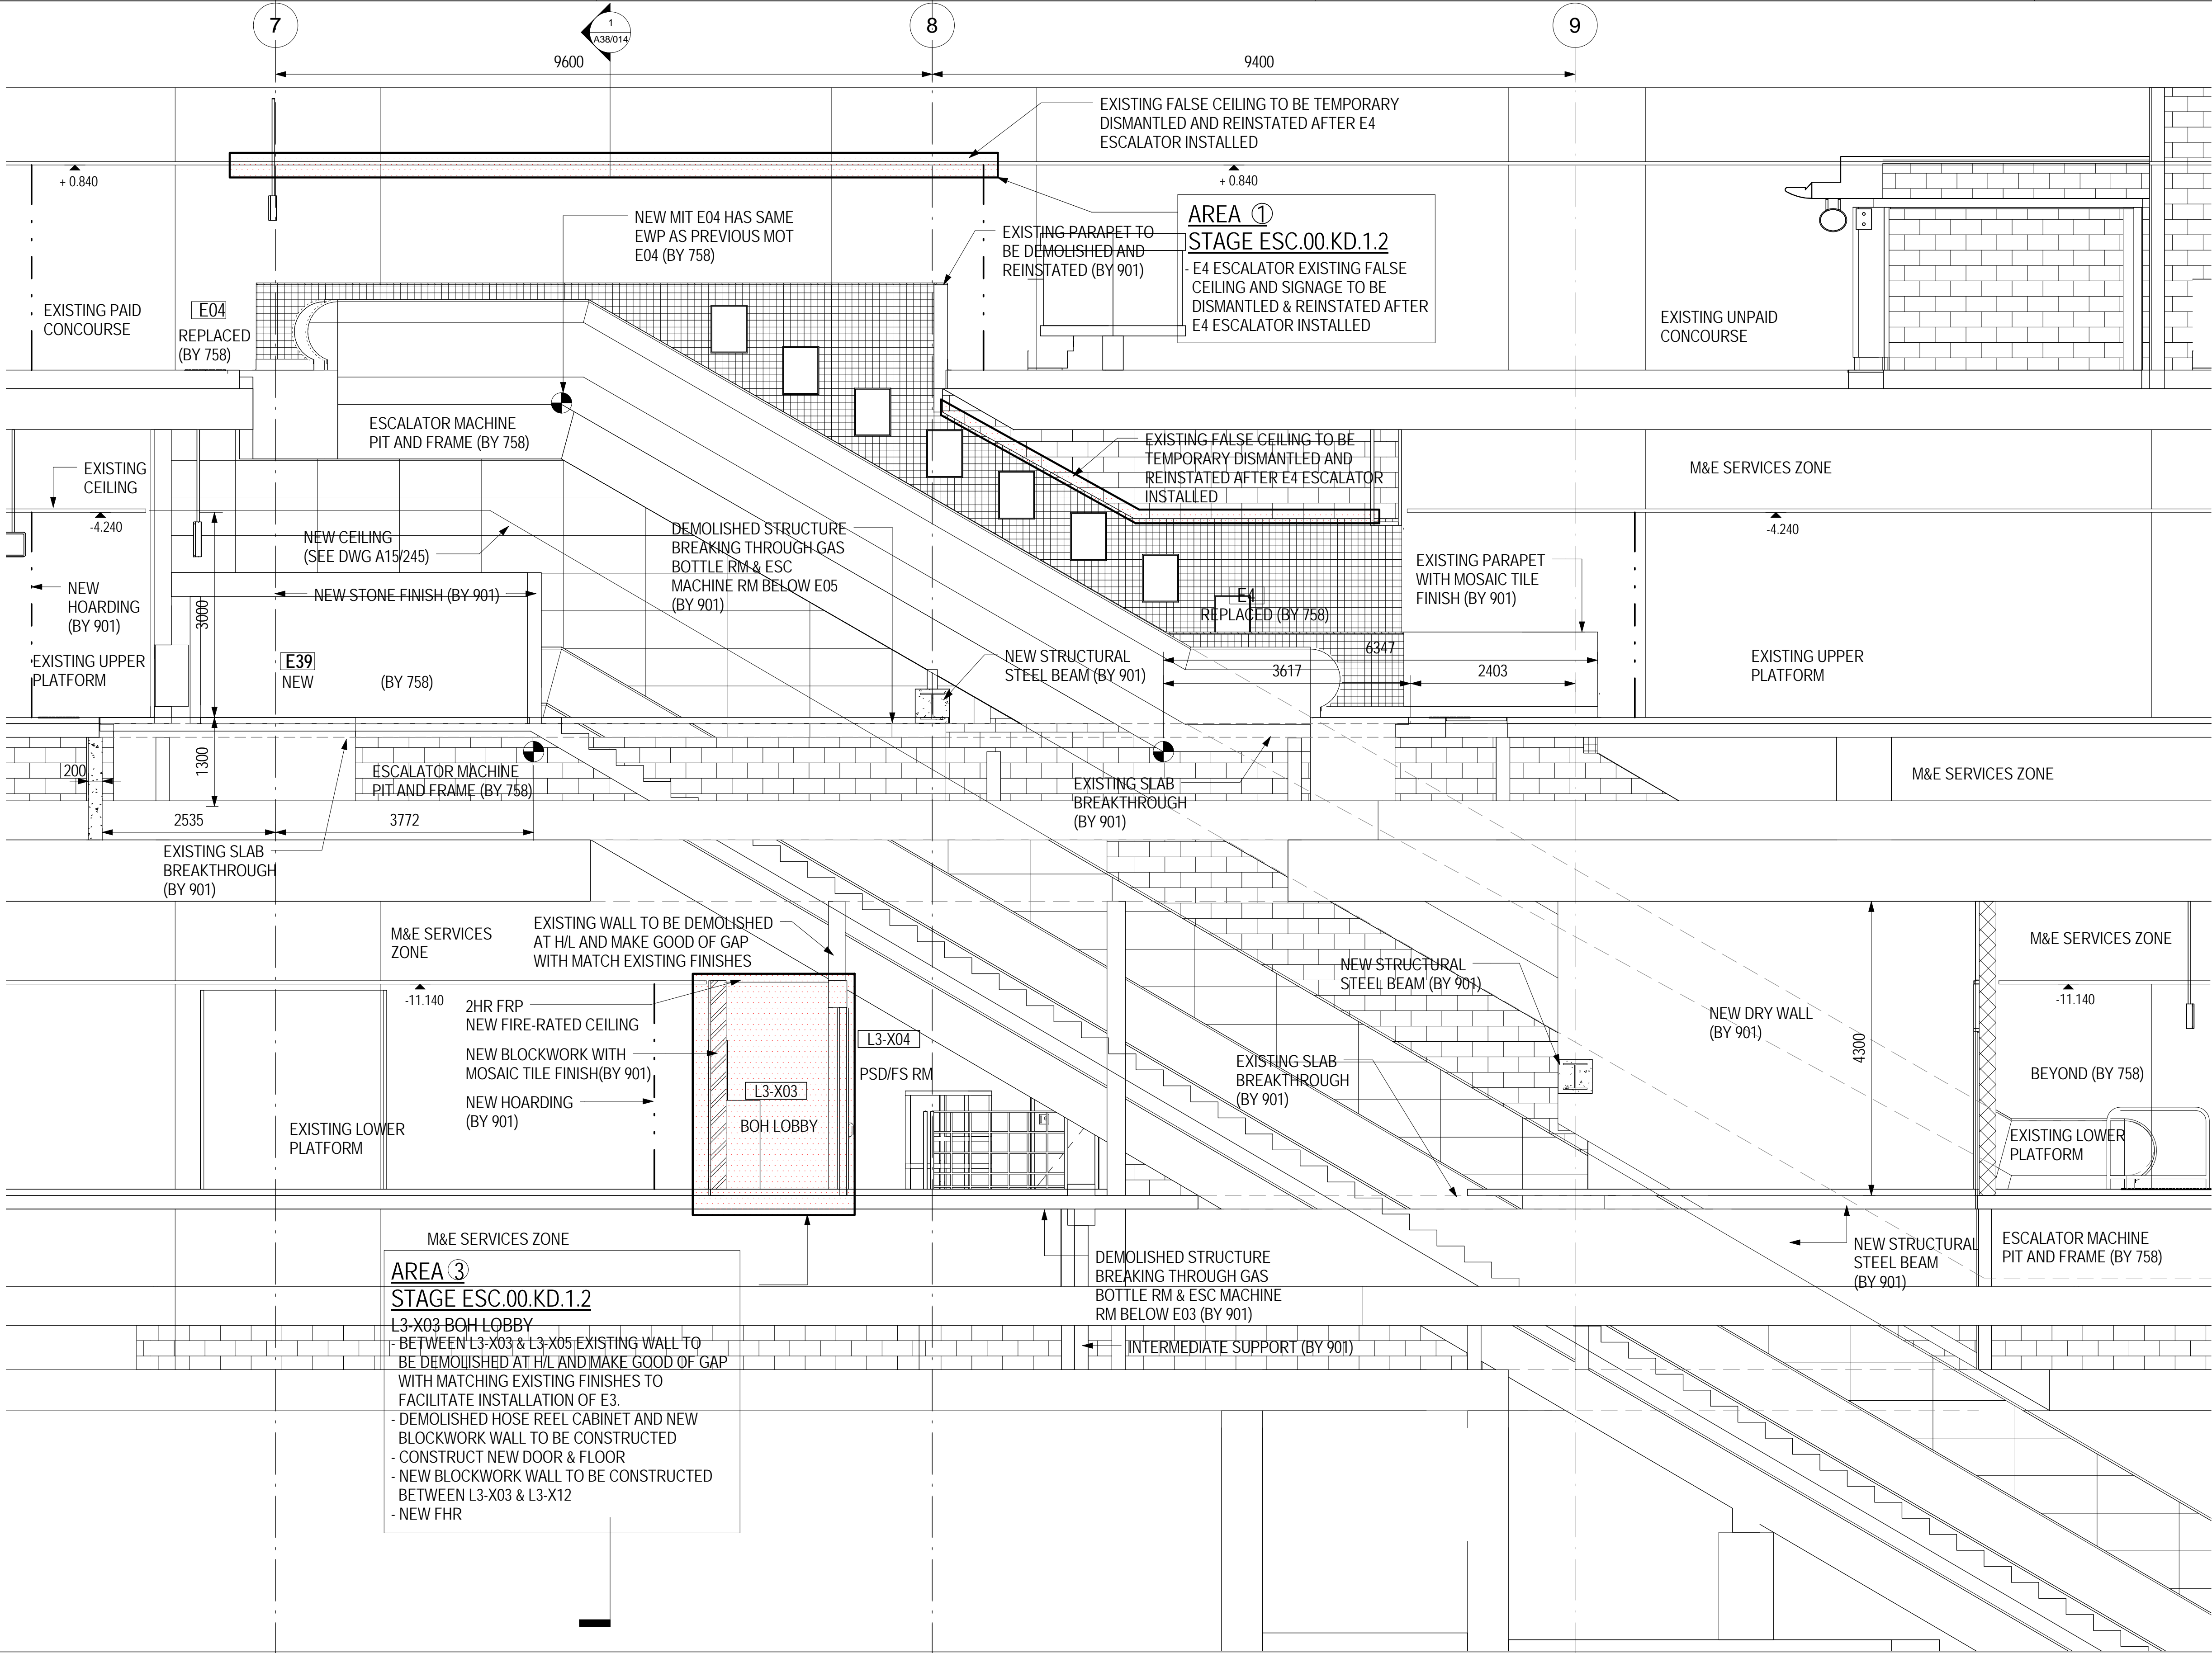 7
1
A38/014
8
9
9600
9400
EXISTING FALSE CEILING TO BE TEMPORARY
DISMANTLED AND REINSTATED AFTER E4
ESCALATOR INSTALLED
+ 0.840
+ 0.840
AREA 1
STAGE ESC.00.KD.1.2
- E4 ESCALATOR EXISTING FALSE
CEILING AND SIGNAGE TO BE
DISMANTLED & REINSTATED AFTER
E4 ESCALATOR INSTALLED
NEW MIT E04 HAS SAME
EWP AS PREVIOUS MOT
E04 (BY 758)
EXISTING PARAPET TO
BE DEMOLISHED AND
REINSTATED (BY 901)
EXISTING PAID
CONCOURSE
E04
REPLACED
(BY 758)
EXISTING UNPAID
CONCOURSE
ESCALATOR MACHINE
PIT AND FRAME (BY 758)
EXISTING FALSE CEILING TO BE
TEMPORARY DISMANTLED AND
REINSTATED AFTER E4 ESCALATOR
INSTALLED
M&E SERVICES ZONE
EXISTING
CEILING
-4.240
-4.240
NEW CEILING
(SEE DWG A15/245)
DEMOLISHED STRUCTURE
BREAKING THROUGH GAS
BOTTLE RM & ESC
MACHINE RM BELOW E05
(BY 901)
EXISTING PARAPET
WITH MOSAIC TILE
FINISH (BY 901)
NEW
HOARDING
(BY 901)
3000
NEW STONE FINISH (BY 901)
E4
REPLACED (BY 758)
EXISTING UPPER
PLATFORM
E39
NEW (BY 758)
NEW STRUCTURAL
STEEL BEAM (BY 901)
6347
3617
2403
EXISTING UPPER
PLATFORM
200
1300
ESCALATOR MACHINE
PIT AND FRAME (BY 758)
EXISTING SLAB
BREAKTHROUGH
(BY 901)
M&E SERVICES ZONE
2535
3772
EXISTING SLAB
BREAKTHROUGH
(BY 901)
M&E SERVICES
ZONE
EXISTING WALL TO BE DEMOLISHED
AT H/L AND MAKE GOOD OF GAP
WITH MATCH EXISTING FINISHES
NEW STRUCTURAL
STEEL BEAM (BY 901)
M&E SERVICES ZONE
-11.140
-11.140
2HR FRP
NEW FIRE-RATED CEILING
NEW BLOCKWORK WITH
MOSAIC TILE FINISH(BY 901)
NEW HOARDING
(BY 901)
L3-X04
PSD/FS RM
L3-X03
BOH LOBBY
EXISTING SLAB
BREAKTHROUGH
(BY 901)
NEW DRY WALL
(BY 901)
4300
BEYOND (BY 758)
EXISTING LOWER
PLATFORM
EXISTING LOWER
PLATFORM
M&E SERVICES ZONE
AREA 3
STAGE ESC.00.KD.1.2
L3-X03 BOH LOBBY
- BETWEEN L3-X03 & L3-X05 EXISTING WALL TO
BE DEMOLISHED AT H/L AND MAKE GOOD OF GAP
WITH MATCHING EXISTING FINISHES TO
FACILITATE INSTALLATION OF E3.
- DEMOLISHED HOSE REEL CABINET AND NEW
BLOCKWORK WALL TO BE CONSTRUCTED
- CONSTRUCT NEW DOOR & FLOOR
- NEW BLOCKWORK WALL TO BE CONSTRUCTED
BETWEEN L3-X03 & L3-X12
- NEW FHR
DEMOLISHED STRUCTURE
BREAKING THROUGH GAS
BOTTLE RM & ESC MACHINE
RM BELOW E03 (BY 901)
INTERMEDIATE SUPPORT (BY 901)
NEW STRUCTURAL
STEEL BEAM
(BY 901)
ESCALATOR MACHINE
PIT AND FRAME (BY 758)